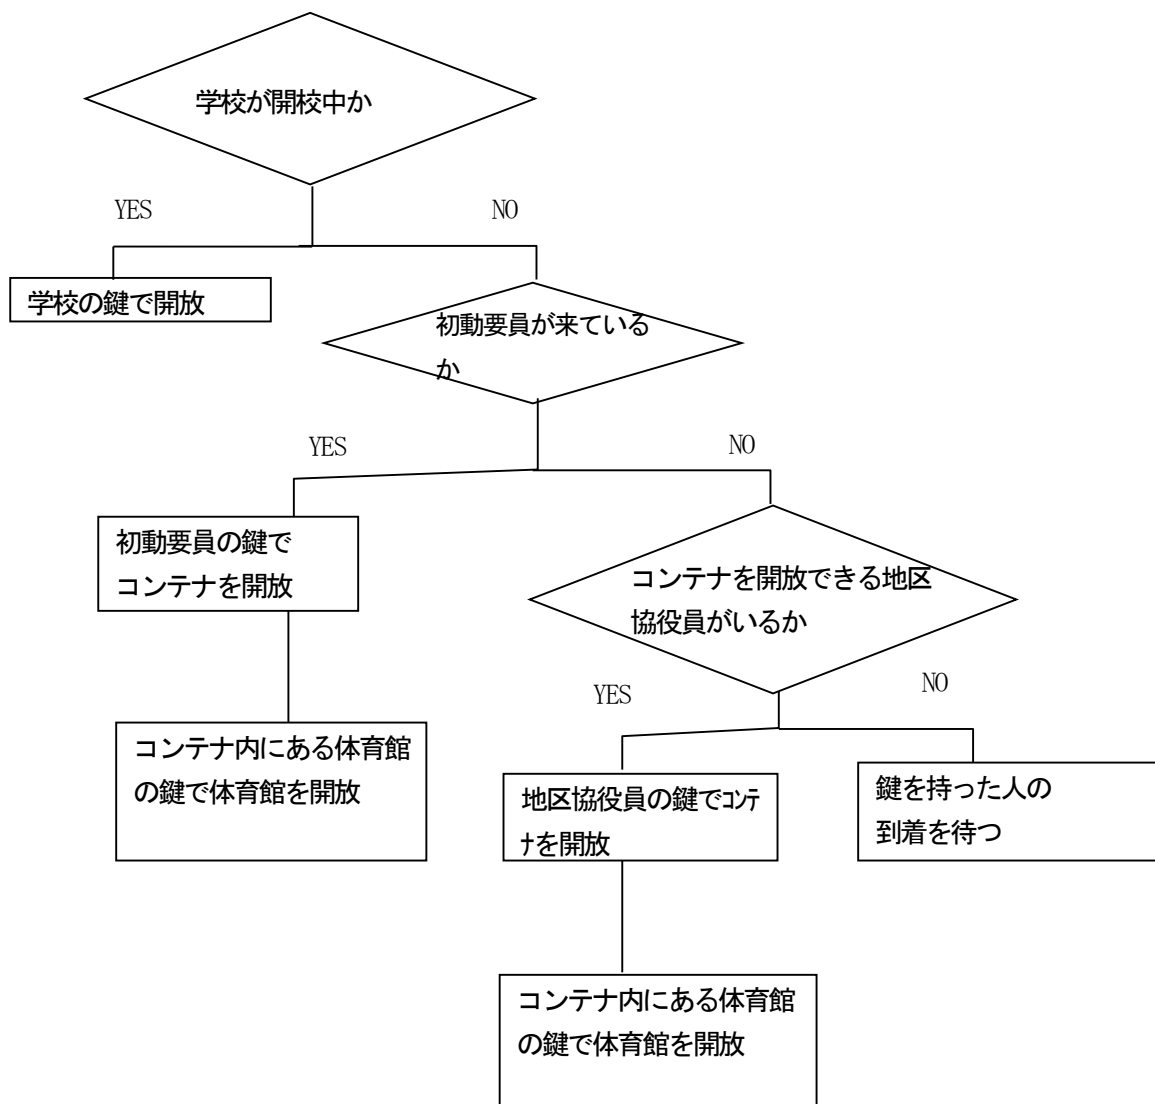 学校が開校中か
YES
NO
学校の鍵で開放
初動要員が来ている
か
YES
NO
初動要員の鍵で
コンテナを開放
コンテナを開放できる地区
協役員がいるか
YES
NO
コンテナ内にある体育館
の鍵で体育館を開放
地区協役員の鍵でｺﾝﾃ
ﾅを開放
鍵を持った人の
到着を待つ
コンテナ内にある体育館
の鍵で体育館を開放